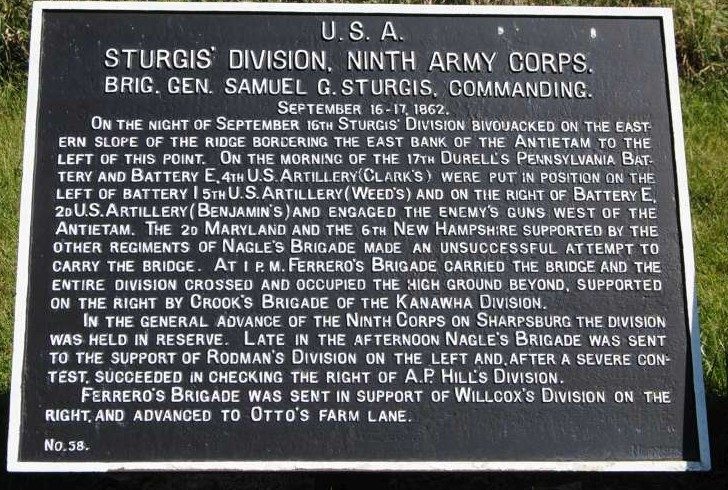 U. S. A.
STURGIS' DIVISION, NINTH ARMY CORPS.
BRIG. GEN. SAMUEL G. STURGIS, COMMANDING.
SEPTEMBER 16-17, 1862.
ON THE NIGHT OF SEPTEMBER 16TH STURGIS' DIVISION BIVOUACKED ON THE EAST-
ERN SLOPE OF THE RIDGE BORDERING THE EAST BANK OF THE ANTIETAM TO THE
LEFT OF THIS POINT. ON THE MORNING OF THE 17TH DURELL'S PENNSYLVANIA BAT-
TERY AND BATTERY E, 4TH U.S. ARTILLERY (CLARK'S) WERE PUT IN POSITION ON THE
LEFT OF BATTERY I 5TH U.S. ARTILLERY (WEED'S) AND ON THE RIGHT OF BATTERY E,
2D U.S. ARTILLERY (BENJAMIN'S) AND ENGAGED THE ENEMY'S GUNS WEST OF THE
ANTIETAM. THE 2D MARYLAND AND THE 6TH NEW HAMPSHIRE SUPPORTED BY THE
OTHER REGIMENTS OF NAGLE'S BRIGADE MADE AN UNSUCCESSFUL ATTEMPT TO
CARRY THE BRIDGE. AT 1 P.M. FERRERO'S BRIGADE CARRIED THE BRIDGE AND THE
ENTIRE DIVISION CROSSED AND OCCUPIED THE HIGH GROUND BEYOND, SUPPORTED
ON THE RIGHT BY CROOK'S BRIGADE OF THE KANAWHA DIVISION.
IN THE GENERAL ADVANCE OF THE NINTH CORPS ON SHARPSBURG THE DIVISION
WAS HELD IN RESERVE. LATE IN THE AFTERNOON NAGLE'S BRIGADE WAS SENT
TO THE SUPPORT OF RODMAN'S DIVISION ON THE LEFT AND, AFTER A SEVERE CON-
TEST, SUCCEEDED IN CHECKING THE RIGHT OF A.P. HILL'S DIVISION.
FERRERO'S BRIGADE WAS SENT IN SUPPORT OF WILLCOX'S DIVISION ON THE
RIGHT, AND ADVANCED TO OTTO'S FARM LANE.
NO. 58.